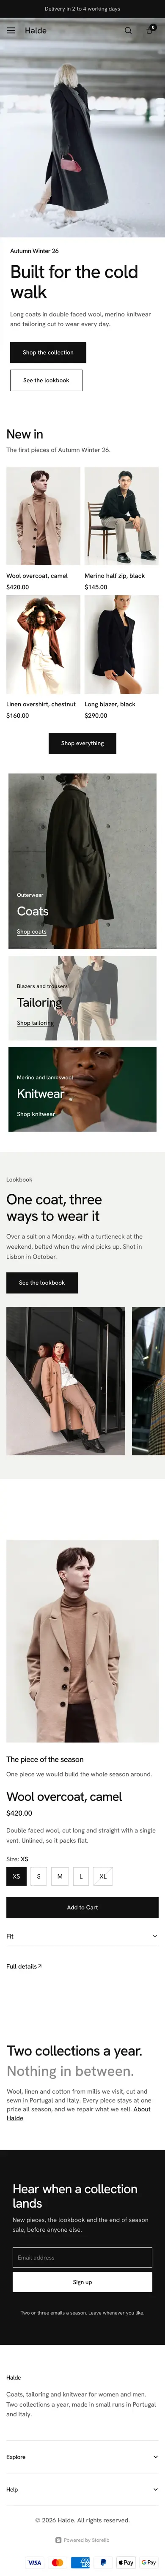 Delivery in 2 to 4 working days
Halde
0
Autumn Winter 26
Built for the cold
walk
Long coats in double faced wool, merino knitwear
and tailoring cut to wear every day.
Shop the collection
See the lookbook
New in
The first pieces of Autumn Winter 26.
Wool overcoat, camel
$420.00
Merino half zip, black
$145.00
Linen overshirt, chestnut
$160.00
Long blazer, black
$290.00
Shop everything
Outerwear
Coats
Shop coats
Blazers and trousers
Tailoring
Shop tailoring
Merino and lambswool
Knitwear
Shop knitwear
Lookbook
One coat, three
ways to wear it
Over a suit on a Monday, with a turtleneck at the
weekend, belted when the wind picks up. Shot in
Lisbon in October.
See the lookbook
The piece of the season
One piece we would build the whole season around.
Wool overcoat, camel
$420.00
Double faced wool, cut long and straight with a single
vent. Unlined, so it packs flat.
Size: XS
XS S M L XL
Add to Cart
Fit
Full details
Two collections a year.
Nothing in between.
Wool, linen and cotton from mills we visit, cut and
sewn in Portugal and Italy. Every piece stays at one
price all season, and we repair what we sell. About
Halde
Hear when a collection
lands
New pieces, the lookbook and the end of season
sale, before anyone else.
Email address
Sign up
Two or three emails a season. Leave whenever you like.
Halde
Coats, tailoring and knitwear for women and men.
Two collections a year, made in small runs in Portugal
and Italy.
Explore
Help
© 2026 Halde. All rights reserved.
Powered by Storelib
VISA
PayPal
Apple Pay
G Pay